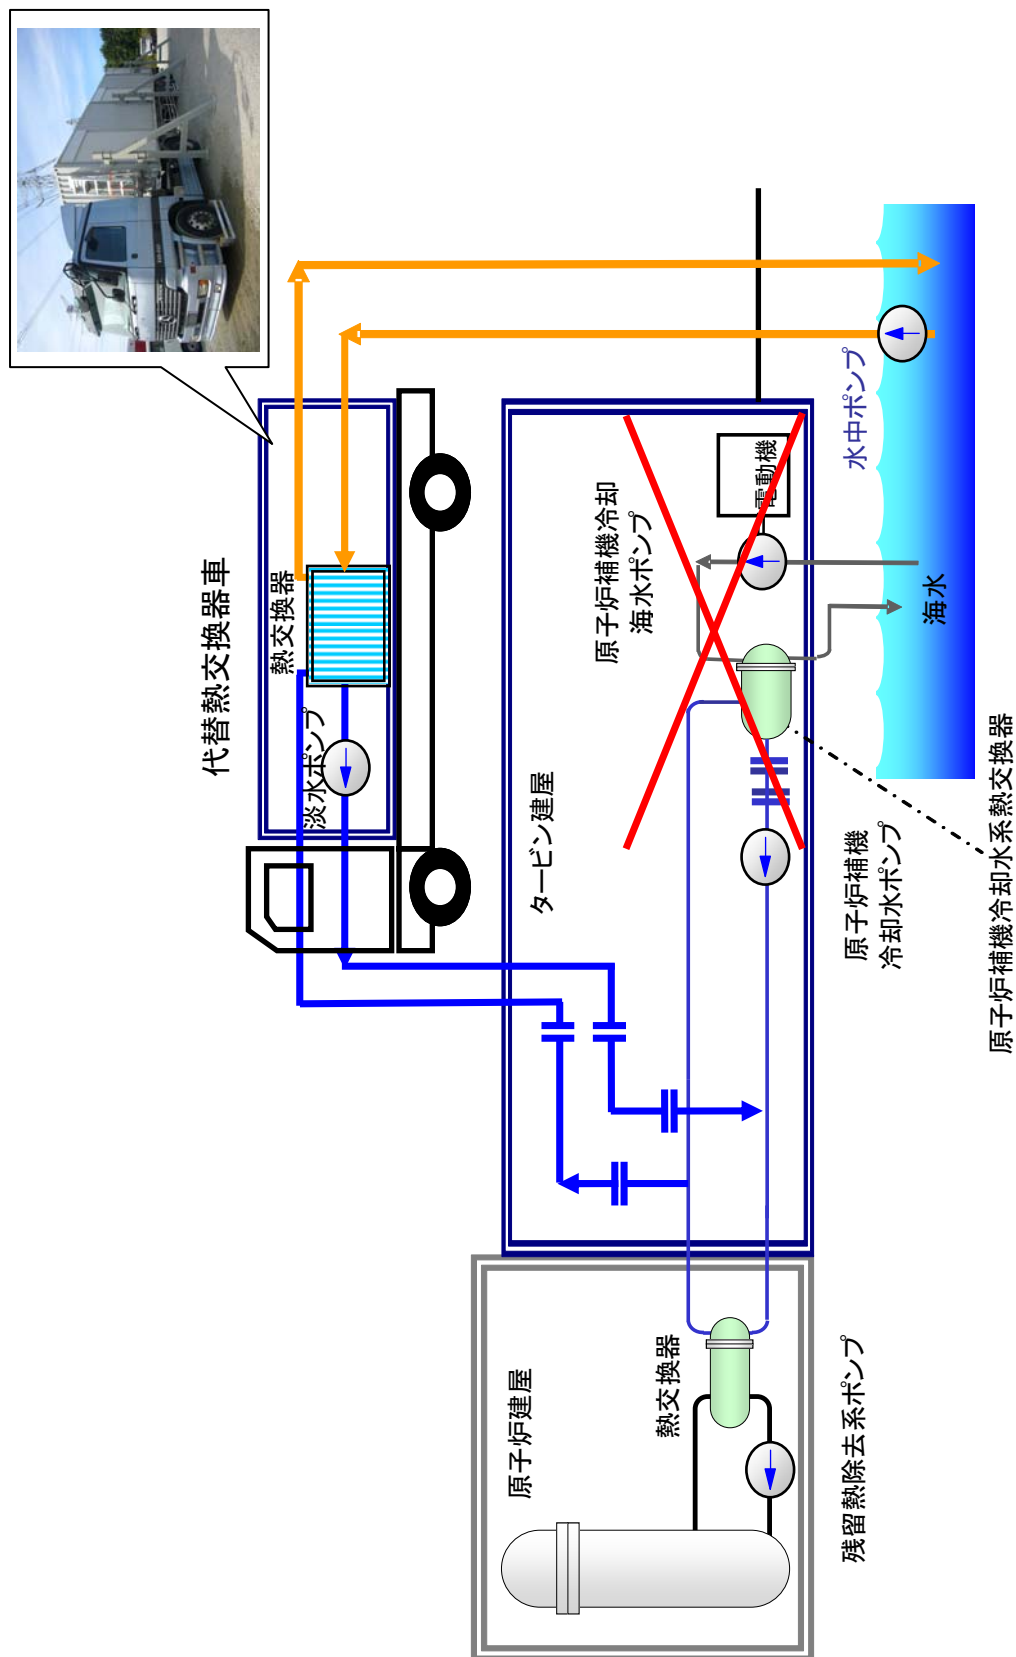 代替熱交換器車
熱交換器
淡水ポンプ
タービン建屋
原子炉補機冷却
海水ポンプ
電動機
水中ポンプ
海水
原子炉補機冷却水系熱交換器
原子炉補機
冷却水ポンプ
原子炉建屋
熱交換器
残留熱除去系ポンプ